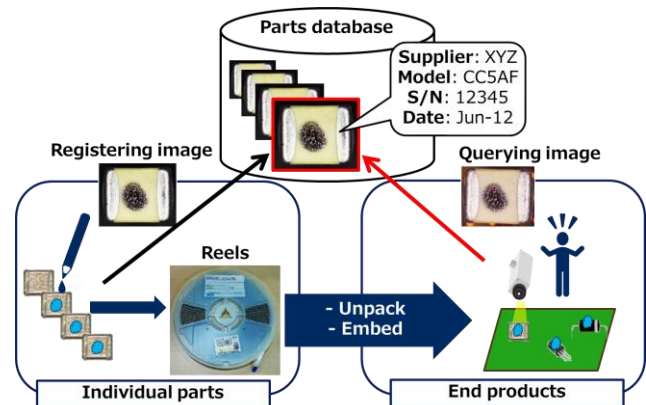 Parts database
Supplier: XYZ
Model: CC5AF
S/N: 12345
Date: Jun-12
Registering image
Querying image
Reels
- Unpack
- Embed
Individual parts
End products